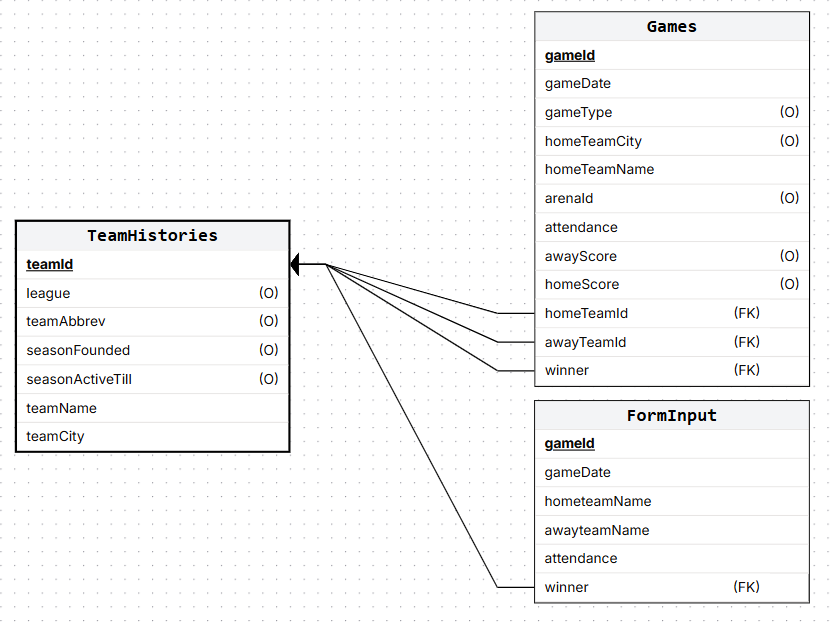 TeamHistories
teamId
league (O)
teamAbbrev (O)
seasonFounded (O)
seasonActiveTill (O)
teamName
teamCity
Games
gameId
gameDate
gameType (O)
homeTeamCity (O)
homeTeamName
arenaId (O)
attendance
awayScore (O)
homeScore (O)
homeTeamId (FK)
awayTeamId (FK)
winner (FK)
FormInput
gameId
gameDate
hometeamName
awayteamName
attendance
winner (FK)